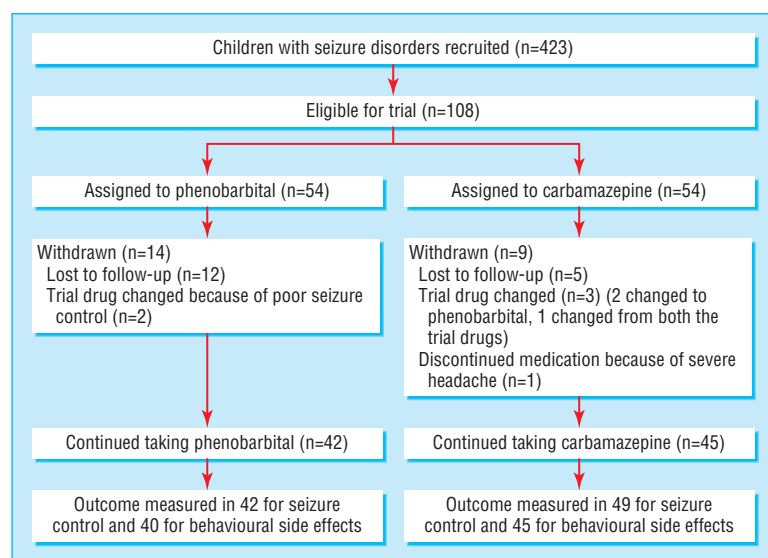 Children with seizure disorders recruited (n=423)
Eligible for trial (n=108)
Assigned to phenobarbital (n=54)
Assigned to carbamazepine (n=54)
Withdrawn (n=14)
Lost to follow-up (n=12)
Trial drug changed because of poor seizure
control (n=2)
Withdrawn (n=9)
Lost to follow-up (n=5)
Trial drug changed (n=3) (2 changed to
phenobarbital, 1 changed from both the
trial drugs)
Discontinued medication because of severe
headache (n=1)
Continued taking phenobarbital (n=42)
Continued taking carbamazepine (n=45)
Outcome measured in 42 for seizure
control and 40 for behavioural side effects
Outcome measured in 49 for seizure
control and 45 for behavioural side effects